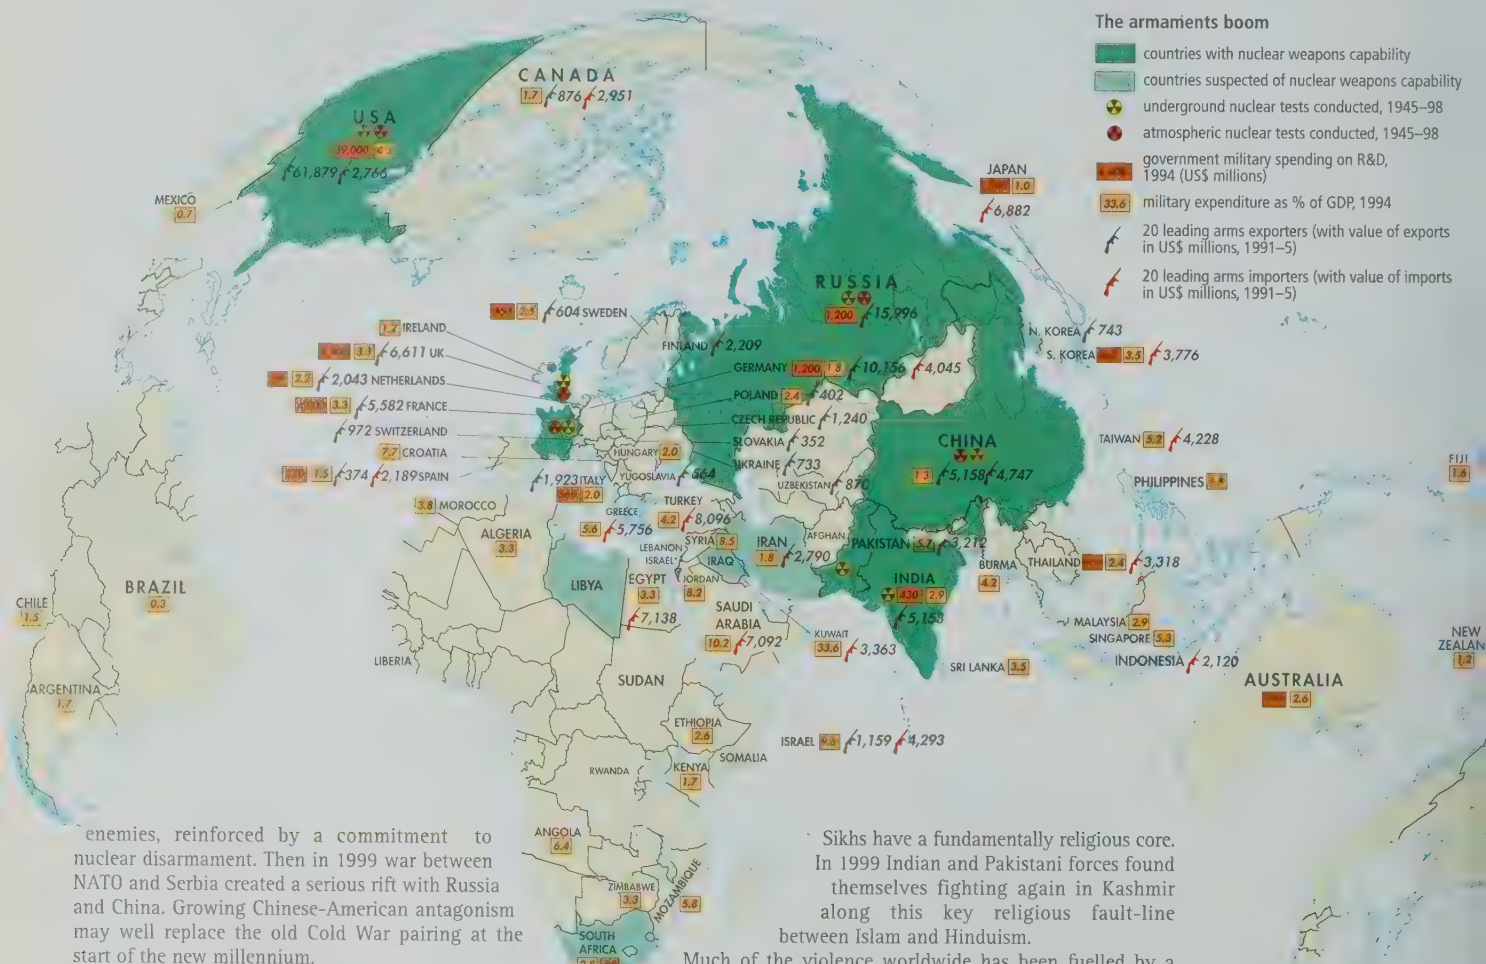 The armaments boom
countries with nuclear weapons capability
countries suspected of nuclear weapons capability
underground nuclear tests conducted, 1945–98
atmospheric nuclear tests conducted, 1945–98
government military spending on R&D,
1994 (US$ millions)
33.6 military expenditure as % of GDP, 1994
20 leading arms exporters (with value of exports
in US$ millions, 1991–5)
20 leading arms importers (with value of imports
in US$ millions, 1991–5)
CANADA
1.7 876 2,951
USA
39,000
61,879 2,766
MEXICO
0.7
JAPAN
1.0
6,882
RUSSIA
1,200 15,996
604 SWEDEN
1.2 IRELAND
6,611 UK
2.2 2,043 NETHERLANDS
3.3 5,582 FRANCE
972 SWITZERLAND
7.7 CROATIA
1.5 374 2,189 SPAIN
3.8 MOROCCO
FINLAND 2,209
GERMANY 1,200 1.8 10,156 4,045
POLAND 2.4 402
CZECH REPUBLIC 1,240
SLOVAKIA 352
HUNGARY 2.0
UKRAINE 733
YUGOSLAVIA 564
UZBEKISTAN 870
1,923 ITALY
2.0
GREECE
5.6 5,756
TURKEY
4.2 8,096
N. KOREA 743
S. KOREA 3.5 3,776
CHINA
1.3 5,158 4,747
TAIWAN 5.2 4,228
PHILIPPINES
FIJI
1.6
ALGERIA
3.3
LEBANON
ISRAEL
SYRIA 8.5
IRAQ
IRAN
1.8 2,790
AFGHAN.
PAKISTAN 5.7 3,212
INDIA
430 2.9
5,158
BURMA
4.2
THAILAND 2.4 3,318
LIBYA
EGYPT
3.3
7,138
JORDAN
8.2
SAUDI
ARABIA
10.2 7,092
KUWAIT
33.6 3,363
SRI LANKA 3.5
MALAYSIA 2.9
SINGAPORE 5.3
INDONESIA 2,120
AUSTRALIA
2.6
NEW
ZEALAN
1.2
BRAZIL
0.3
CHILE
1.5
ARGENTINA
1.7
LIBERIA
SUDAN
ETHIOPIA
2.6
SOMALIA
ISRAEL 1,159 4,293
RWANDA
KENYA
1.7
ANGOLA
6.4
ZIMBABWE
3.3
MOZAMBIQUE
5.8
SOUTH
AFRICA
enemies, reinforced by a commitment to
nuclear disarmament. Then in 1999 war between
NATO and Serbia created a serious rift with Russia
and China. Growing Chinese-American antagonism
may well replace the old Cold War pairing at the
start of the new millennium.
Sikhs have a fundamentally religious core.
In 1999 Indian and Pakistani forces found
themselves fighting again in Kashmir
along this key religious fault-line
between Islam and Hinduism.
Much of the violence worldwide has been fuelled by a